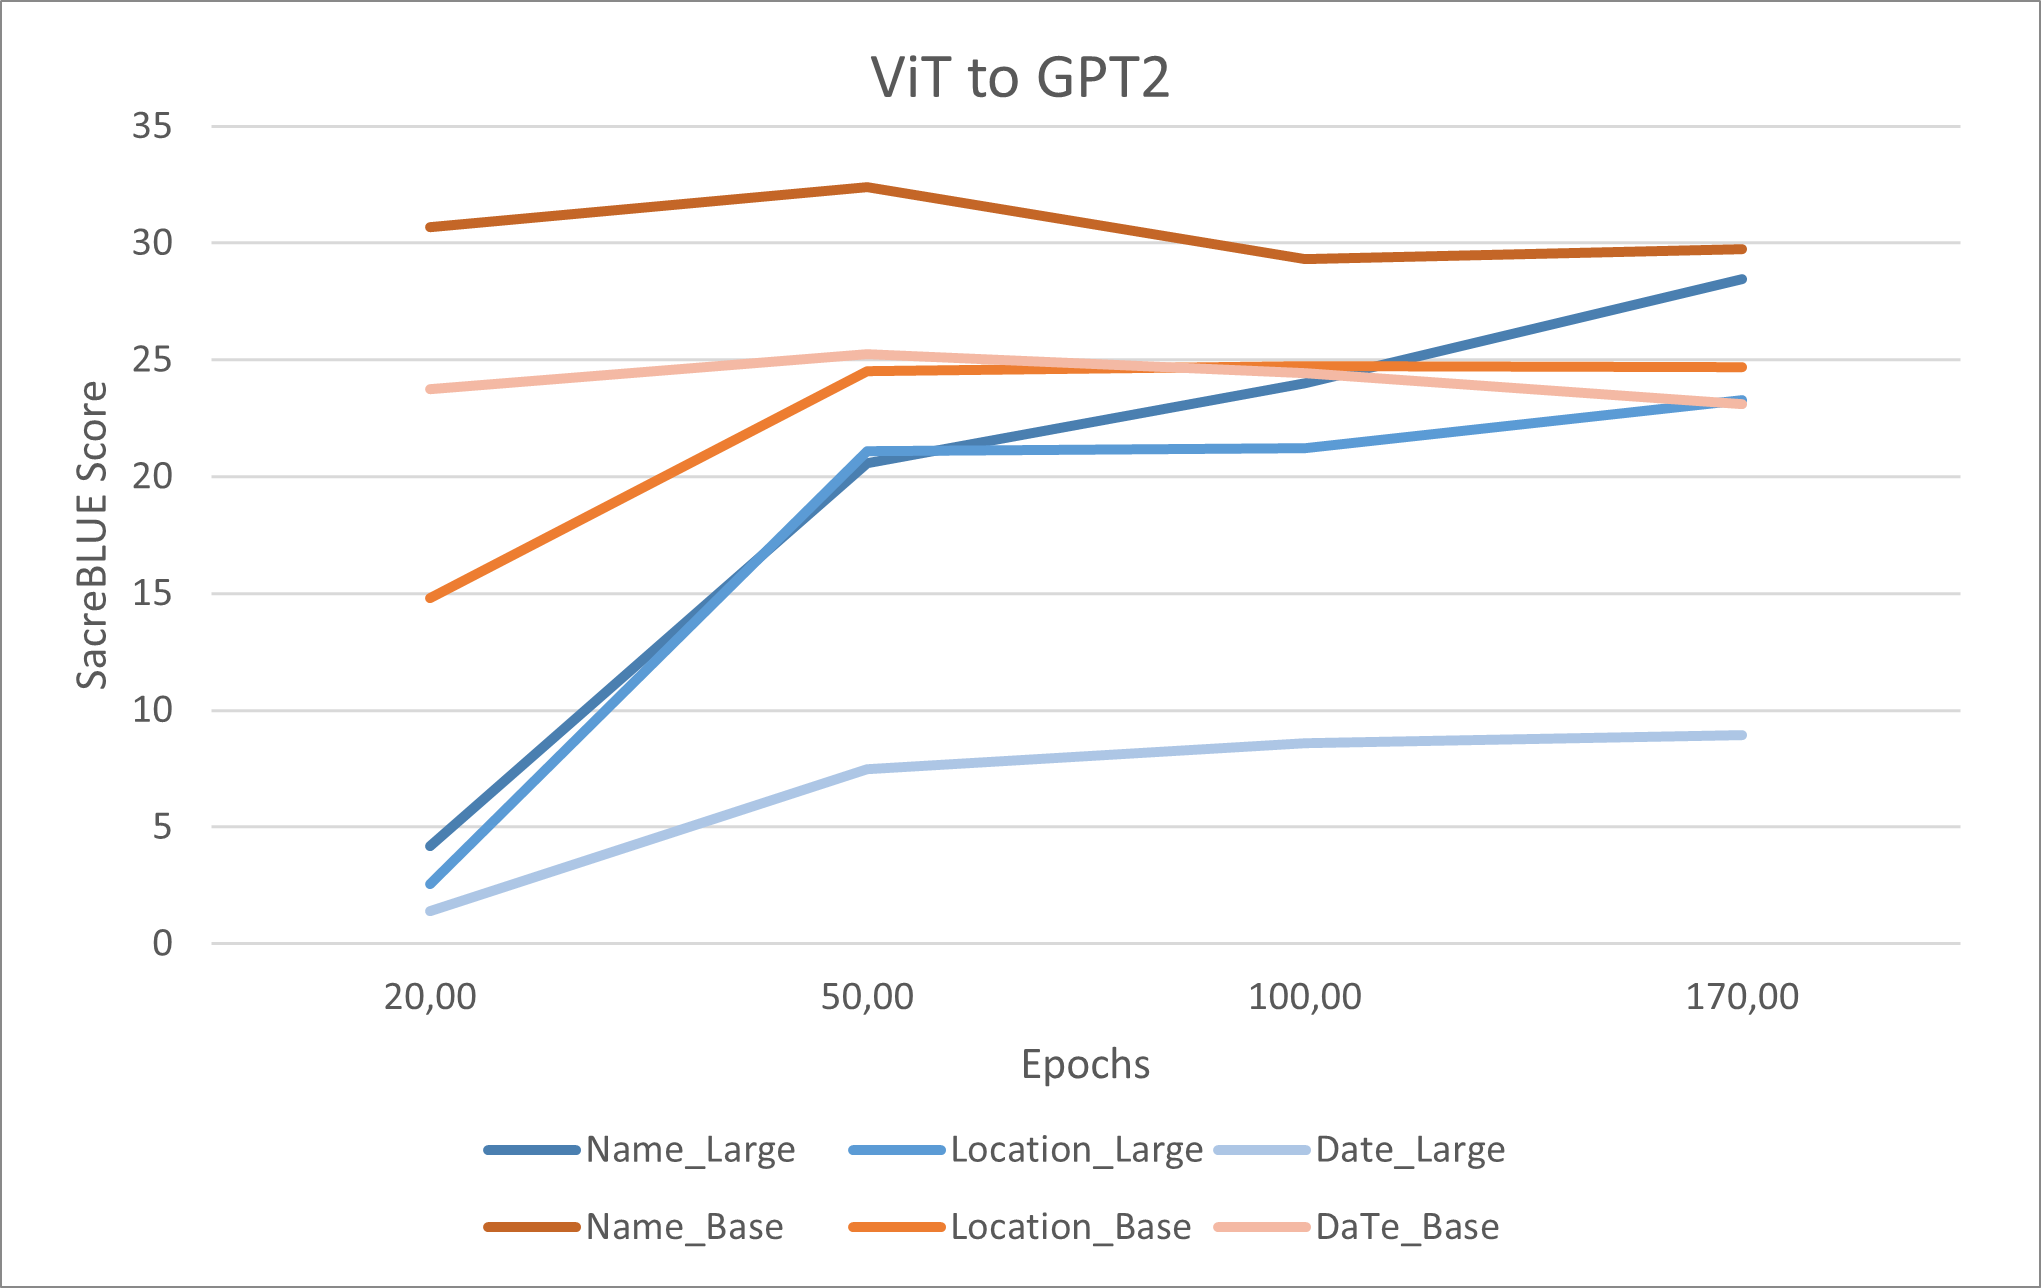 ViT to GPT2
35
30
25
20
15
10
5
0
SacreBLUE Score
20,00 50,00 100,00 170,00
Epochs
Name_Large Location_Large Date_Large
Name_Base Location_Base DaTe_Base